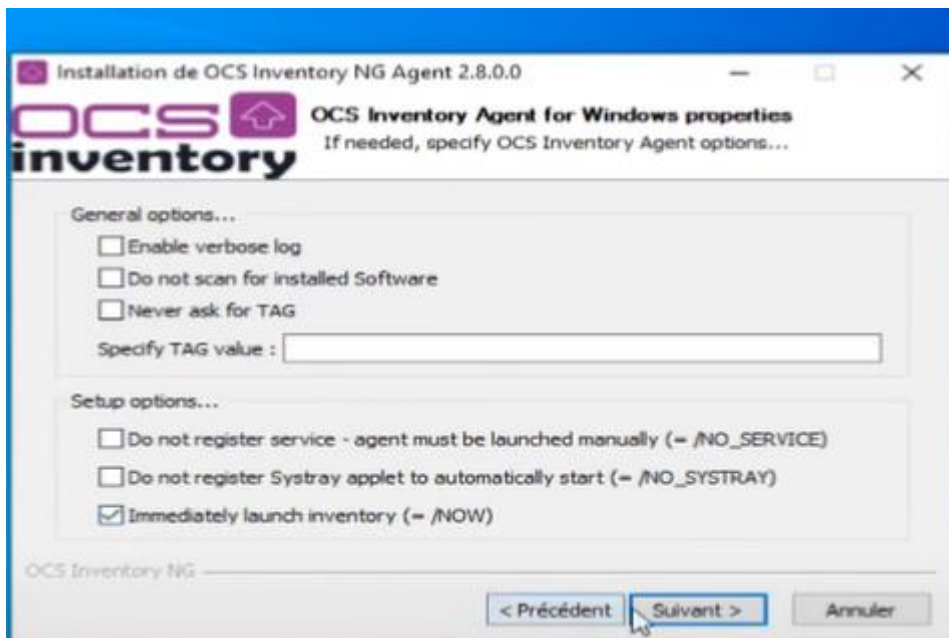 Installation de OCS Inventory NG Agent 2.8.0.0
OCS
inventory
OCS Inventory Agent for Windows properties
If needed, specify OCS Inventory Agent options...
General options...
Enable verbose log
Do not scan for installed Software
Never ask for TAG
Specify TAG value :
Setup options...
Do not register service - agent must be launched manually (= /NO_SERVICE)
Do not register Systray applet to automatically start (= /NO_SYSTRAY)
Immediately launch inventory (= /NOW)
OCS Inventory NG
< Précédent Suivant > Annuler